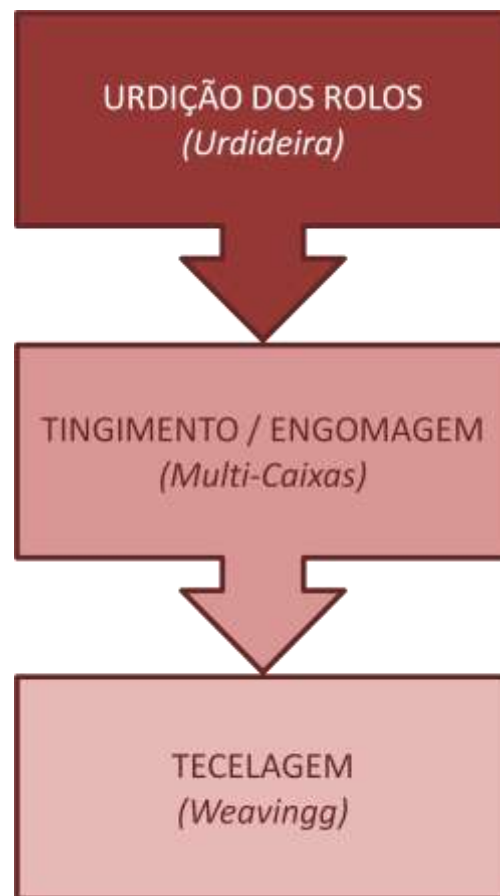 URDIÇÃO DOS ROLOS
(Urdideira)
TINGIMENTO / ENGOMAGEM
(Multi-Caixas)
TECELAGEM
(Weavingg)